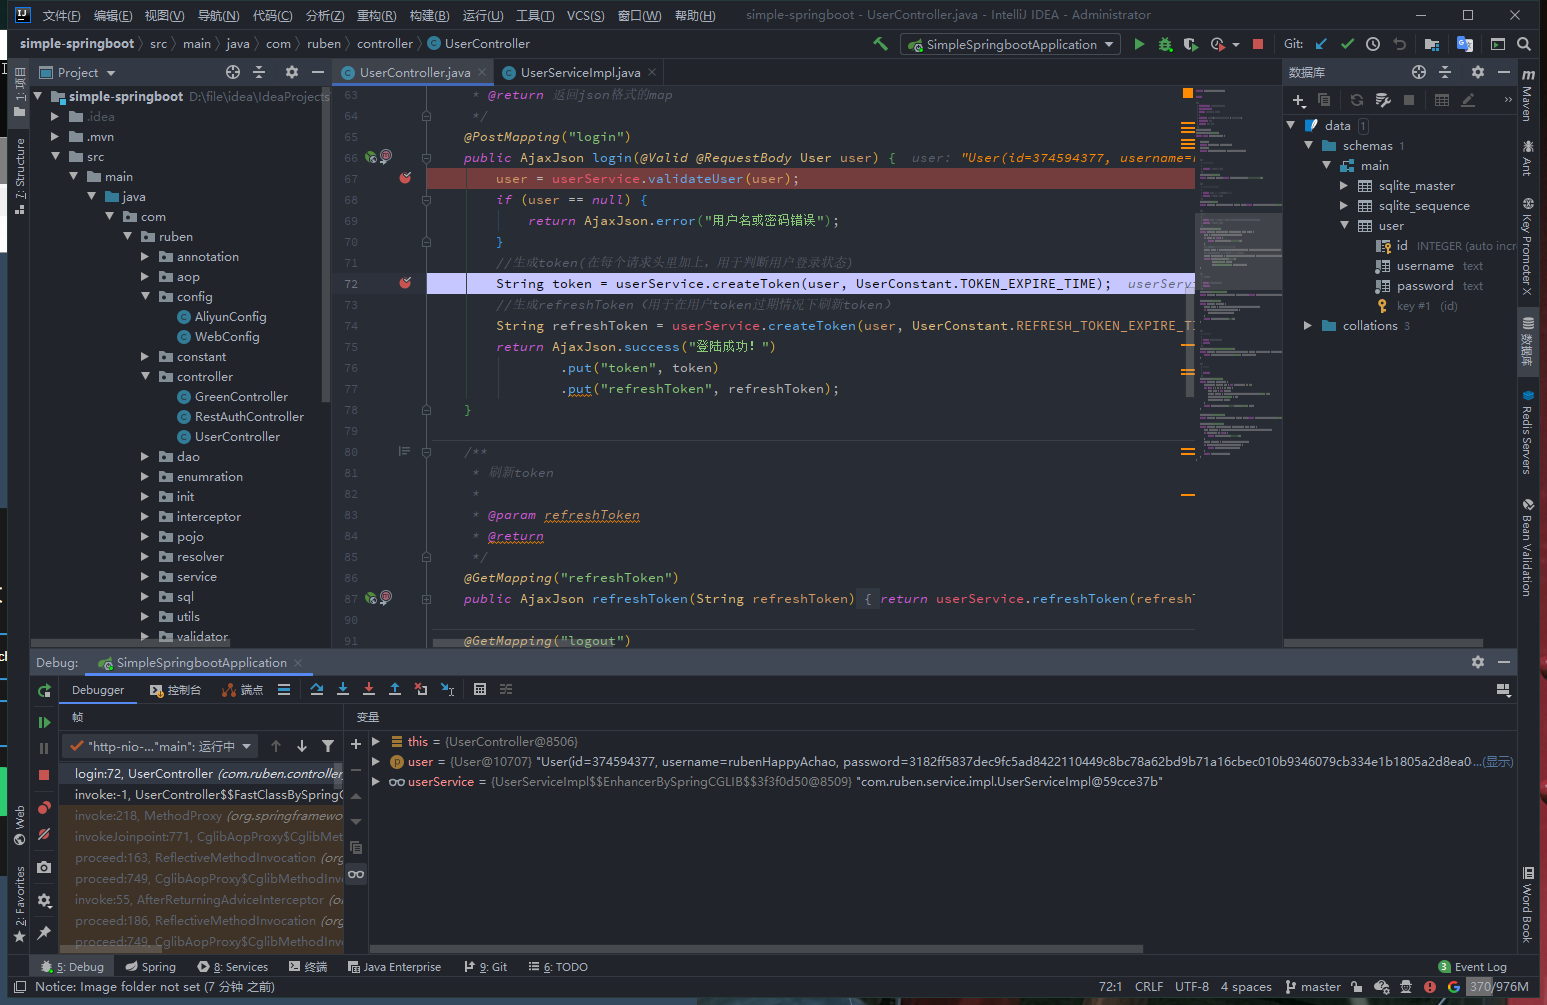 文件(F) 编辑(E) 视图(V) 导航(N) 代码(C) 分析(Z) 重构(R) 构建(B) 运行(U) 工具(T) VCS(S) 窗口(W) 帮助(H) simple-springboot - UserController.java - IntelliJ IDEA - Administrator
simple-springboot src main java com ruben controller UserController
SimpleSpringbootApplication Git:
1: 项目
7: Structure
Web
2: Favorites
Project
simple-springboot D:\file\idea\IdeaProjects
.idea
.mvn
src
main
java
com
ruben
annotation
aop
config
AliyunConfig
WebConfig
constant
controller
GreenController
RestAuthController
UserController
dao
enumration
init
interceptor
pojo
resolver
service
sql
utils
validator
UserController.java UserServiceImpl.java
63 * @return 返回json格式的map
64 */
65 @PostMapping("login")
66 public AjaxJson login(@Valid @RequestBody User user) { user: "User(id=374594377, username=r
67 user = userService.validateUser(user);
68 if (user == null) {
69 return AjaxJson.error("用户名或密码错误");
70 }
71 //生成token(在每个请求头里加上，用于判断用户登录状态)
72 String token = userService.createToken(user, UserConstant.TOKEN_EXPIRE_TIME); userServi
73 //生成refreshToken（用于在用户token过期情况下刷新token）
74 String refreshToken = userService.createToken(user, UserConstant.REFRESH_TOKEN_EXPIRE_TI
75 return AjaxJson.success("登陆成功！")
76 .put("token", token)
77 .put("refreshToken", refreshToken);
78 }
79
80 /**
81 * 刷新token
82 *
83 * @param refreshToken
84 * @return
85 */
86 @GetMapping("refreshToken")
87 public AjaxJson refreshToken(String refreshToken) { return userService.refreshToken(refreshT
90
91 @GetMapping("logout")
数据库
data 1
schemas 1
main
sqlite_master
sqlite_sequence
user
id INTEGER (auto incre
username text
password text
key #1 (id)
collations 3
Maven
Ant
Key Promoter X
数据库
Redis Servers
Bean Validation
Word Book
Debug: SimpleSpringbootApplication
Debugger 控制台 端点
帧
"http-nio-..."main": 运行中
login:72, UserController (com.ruben.controller
invoke:-1, UserController$$FastClassBySpringC
invoke:218, MethodProxy (org.springframewo
invokeJoinpoint:771, CglibAopProxy$CglibMet
proceed:163, ReflectiveMethodInvocation (org
proceed:749, CglibAopProxy$CglibMethodInv
invoke:55, AfterReturningAdviceInterceptor (o
proceed:186, ReflectiveMethodInvocation (org
proceed:749, CglibAopProxy$CglibMethodInv
变量
this = {UserController@8506}
user = {User@10707} "User(id=374594377, username=rubenHappyAchao, password=3182ff5837dec9fc5ad8422110449c8bc78a62bd9b71a16cbec010b9346079cb334e1b1805a2d8ea0 ...(显示)
userService = {UserServiceImpl$$EnhancerBySpringCGLIB$$3f3f0d50@8509} "com.ruben.service.impl.UserServiceImpl@59cce37b"
5: Debug Spring 8: Services 终端 Java Enterprise 9: Git 6: TODO 3 Event Log
Notice: Image folder not set (7 分钟 之前) 72:1 CRLF UTF-8 4 spaces master 370/976M